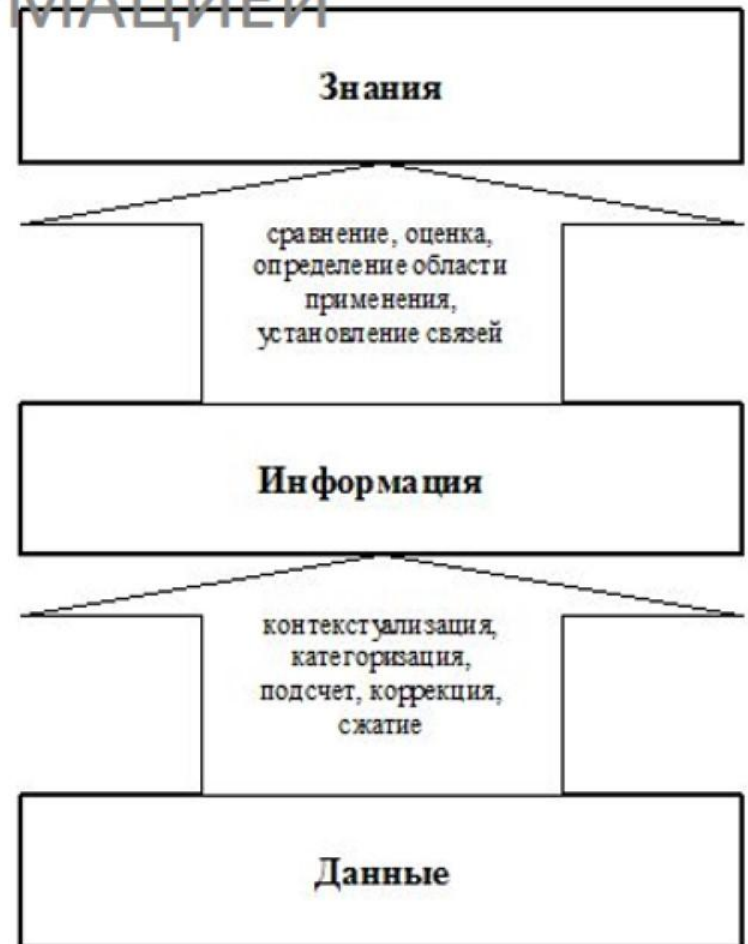 МАЦИЕЙ
Знания
сравнение, оценка,
определение области
применения,
установление связей
Информация
контекстуализация,
категоризация,
подсчет, коррекция,
сжатие
Данные